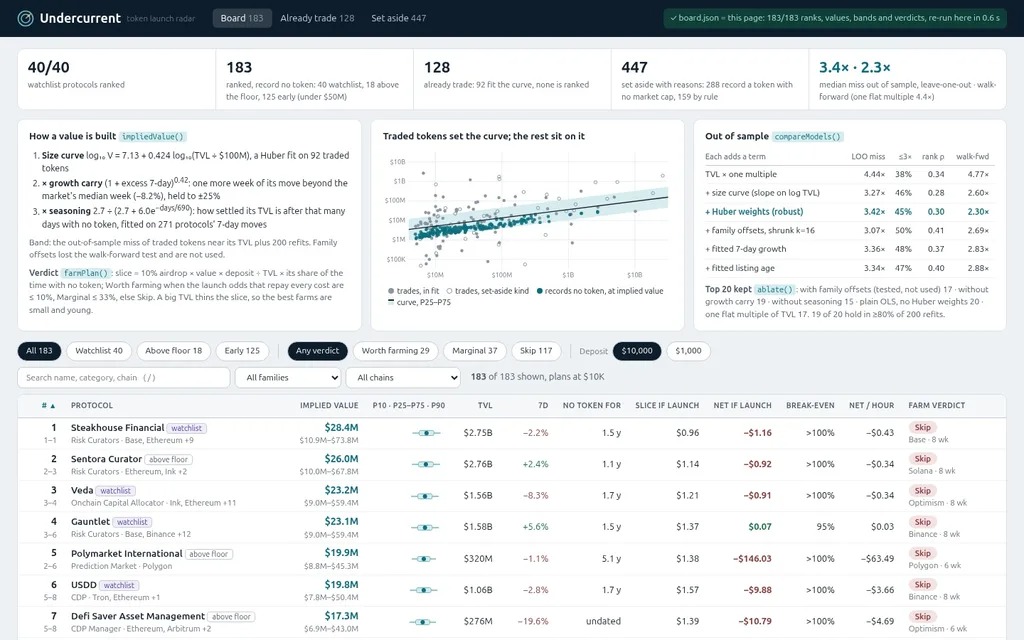 Undercurrent token launch radar Board 183 Already trade 128 Set aside 447 ✓ board.json = this page: 183/183 ranks, values, bands and verdicts, re-run here in 0.6 s
40/40
watchlist protocols ranked
183
ranked, record no token: 40 watchlist, 18 above
the floor, 125 early (under $50M)
128
already trade: 92 fit the curve, none is ranked
447
set aside with reasons: 288 record a token with
no market cap, 159 by rule
3.4× · 2.3×
median miss out of sample, leave-one-out · walk-
forward (one flat multiple 4.4×)
How a value is built impliedValue()
1. Size curve log₁₀ V = 7.13 + 0.424 log₁₀(TVL ÷ $100M), a Huber fit on 92 traded
tokens
2. × growth carry (1 + excess 7-day)^0.42: one more week of its move beyond the
market's median week (−8.2%), held to ±25%
3. × seasoning 2.7 ÷ (2.7 + 6.0e^−days/690): how settled its TVL is after that many
days with no token, fitted on 271 protocols' 7-day moves
Band: the out-of-sample miss of traded tokens near its TVL plus 200 refits. Family
offsets lost the walk-forward test and are not used.
Verdict farmPlan(): slice = 10% airdrop × value × deposit ÷ TVL × its share of the
time with no token; Worth farming when the launch odds that repay every cost are
≤ 10%, Marginal ≤ 33%, else Skip. A big TVL thins the slice, so the best farms are
small and young.
Traded tokens set the curve; the rest sit on it
$10B
$1B
$100M
$10M
$1M
$100K
$10M $100M $1B $10B
trades, in fit trades, set-aside kind records no token, at implied value
curve, P25–P75
Out of sample compareModels()
Each adds a term LOO miss ≤3× rank ρ walk-fwd
TVL × one multiple 4.44× 38% 0.34 4.77×
+ size curve (slope on log TVL) 3.27× 46% 0.28 2.60×
+ Huber weights (robust) 3.42× 45% 0.30 2.30×
+ family offsets, shrunk k=16 3.07× 50% 0.41 2.69×
+ fitted 7-day growth 3.36× 48% 0.37 2.83×
+ fitted listing age 3.34× 47% 0.40 2.88×
Top 20 kept ablate(): with family offsets (tested, not used) 17 · without
growth carry 19 · without seasoning 15 · plain OLS, no Huber weights 20 ·
one flat multiple of TVL 17. 19 of 20 hold in ≥80% of 200 refits.
All 183 Watchlist 40 Above floor 18 Early 125 Any verdict Worth farming 29 Marginal 37 Skip 117 Deposit $10,000 $1,000
Search name, category, chain (/) All families All chains 183 of 183 shown, plans at $10K
# ▲ PROTOCOL IMPLIED VALUE P10 · P25–P75 · P90 TVL 7D NO TOKEN FOR SLICE IF LAUNCH NET IF LAUNCH BREAK-EVEN NET / HOUR FARM VERDICT
1 Steakhouse Financial watchlist $28.4M $2.75B −2.2% 1.5 y $0.96 −$1.16 >100% −$0.43 Skip
1–1 Risk Curators · Base, Ethereum +9 $10.9M–$73.8M Base · 8 wk
2 Sentora Curator above floor $26.0M $2.76B +2.4% 1.1 y $1.14 −$0.92 >100% −$0.34 Skip
2–3 Risk Curators · Ethereum, Ink +2 $10.0M–$67.8M Solana · 8 wk
3 Veda watchlist $23.2M $1.56B −8.3% 1.7 y $1.21 −$0.91 >100% −$0.34 Skip
3–4 Onchain Capital Allocator · Ink, Ethereum +11 $9.0M–$59.4M Optimism · 8 wk
4 Gauntlet watchlist $23.1M $1.58B +5.6% 1.5 y $1.37 $0.07 95% $0.03 Skip
3–6 Risk Curators · Base, Binance +12 $9.0M–$59.4M Binance · 8 wk
5 Polymarket International above floor $19.9M $320M −1.1% 5.1 y $1.38 −$146.03 >100% −$63.49 Skip
2–6 Prediction Market · Polygon $8.8M–$45.3M Polygon · 6 wk
6 USDD watchlist $19.8M $1.06B −2.8% 1.7 y $1.57 −$9.88 >100% −$3.66 Skip
5–8 CDP · Tron, Ethereum +1 $7.8M–$50.4M Binance · 8 wk
7 Defi Saver Asset Management above floor $17.3M $276M −19.6% undated $1.39 −$10.79 >100% −$4.69 Skip
5–8 CDP Manager · Ethereum, Arbitrum +2 $6.9M–$43.0M Optimism · 6 wk